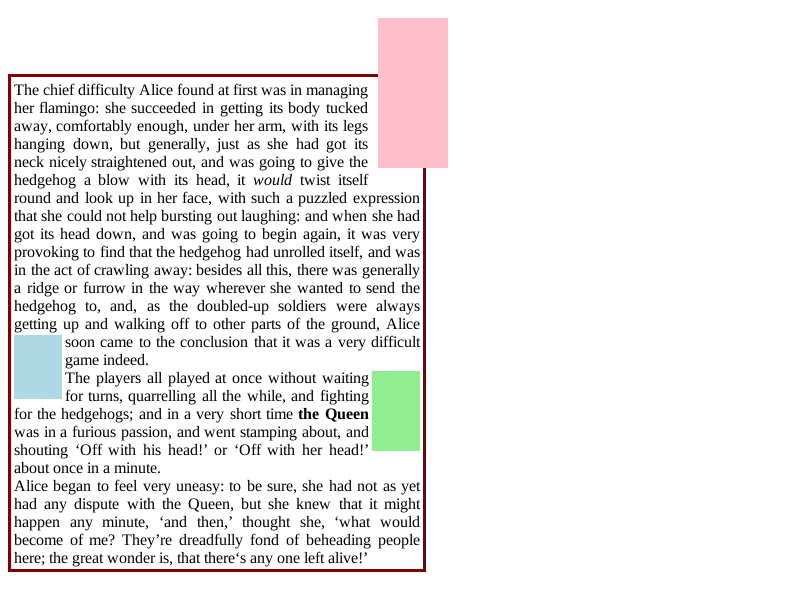 The chief difficulty Alice found at first was in managing
her flamingo: she succeeded in getting its body tucked
away, comfortably enough, under her arm, with its legs
hanging down, but generally, just as she had got its
neck nicely straightened out, and was going to give the
hedgehog a blow with its head, it would twist itself
round and look up in her face, with such a puzzled expression
that she could not help bursting out laughing: and when she had
got its head down, and was going to begin again, it was very
provoking to find that the hedgehog had unrolled itself, and was
in the act of crawling away: besides all this, there was generally
a ridge or furrow in the way wherever she wanted to send the
hedgehog to, and, as the doubled-up soldiers were always
getting up and walking off to other parts of the ground, Alice
soon came to the conclusion that it was a very difficult
game indeed.
The players all played at once without waiting
for turns, quarrelling all the while, and fighting
for the hedgehogs; and in a very short time the Queen
was in a furious passion, and went stamping about, and
shouting ‘Off with his head!’ or ‘Off with her head!’
about once in a minute.
Alice began to feel very uneasy: to be sure, she had not as yet
had any dispute with the Queen, but she knew that it might
happen any minute, ‘and then,’ thought she, ‘what would
become of me? They’re dreadfully fond of beheading people
here; the great wonder is, that there‘s any one left alive!’